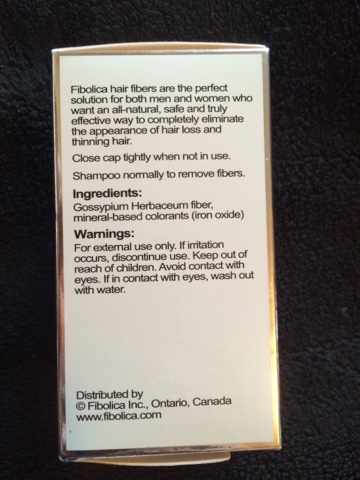 Fibolica hair fibers are the perfect
solution for both men and women who
want an all-natural, safe and truly
effective way to completely eliminate
the appearance of hair loss and
thinning hair.
Close cap tightly when not in use.
Shampoo normally to remove fibers.
Ingredients:
Gossypium Herbaceum fiber,
mineral-based colorants (iron oxide)
Warnings:
For external use only. If irritation
occurs, discontinue use. Keep out of
reach of children. Avoid contact with
eyes. If in contact with eyes, wash out
with water.
Distributed by
© Fibolica Inc., Ontario, Canada
www.fibolica.com